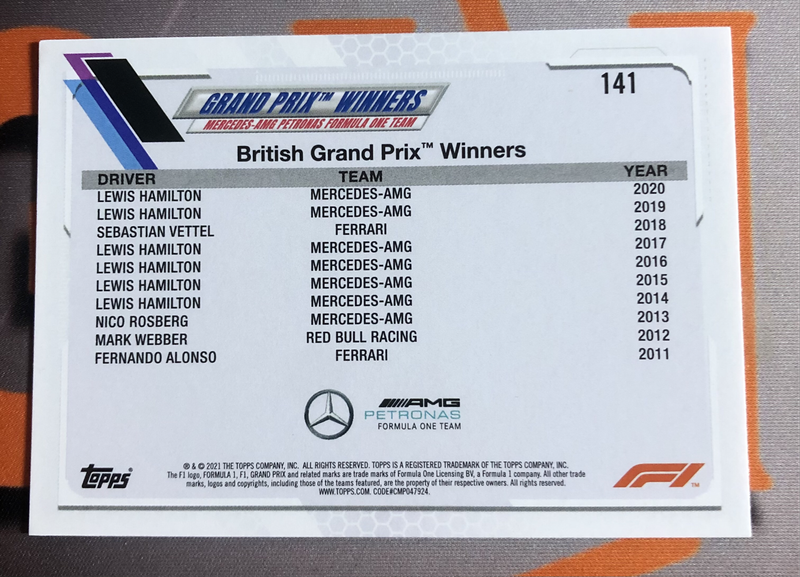 141
GRAND PRIX™ WINNERS
MERCEDES-AMG PETRONAS FORMULA ONE TEAM
British Grand Prix™ Winners
DRIVER TEAM YEAR
LEWIS HAMILTON MERCEDES-AMG 2020
LEWIS HAMILTON MERCEDES-AMG 2019
SEBASTIAN VETTEL FERRARI 2018
LEWIS HAMILTON MERCEDES-AMG 2017
LEWIS HAMILTON MERCEDES-AMG 2016
LEWIS HAMILTON MERCEDES-AMG 2015
LEWIS HAMILTON MERCEDES-AMG 2014
NICO ROSBERG MERCEDES-AMG 2013
MARK WEBBER RED BULL RACING 2012
FERNANDO ALONSO FERRARI 2011
AMG
PETRONAS
FORMULA ONE TEAM
topps®
® & © 2021 THE TOPPS COMPANY, INC. ALL RIGHTS RESERVED. TOPPS IS A REGISTERED TRADEMARK OF THE TOPPS COMPANY, INC.
The F1 logo, FORMULA 1, F1, GRAND PRIX and related marks are trade marks of Formula One Licensing BV, a Formula 1 company. All other trade
marks, logos and copyrights, including those of the teams featured, are the property of their respective owners. All rights reserved.
WWW.TOPPS.COM. CODE#CMP047924.
F1™